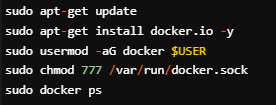 sudo apt-get update
sudo apt-get install docker.io -y
sudo usermod -aG docker $USER
sudo chmod 777 /var/run/docker.sock
sudo docker ps